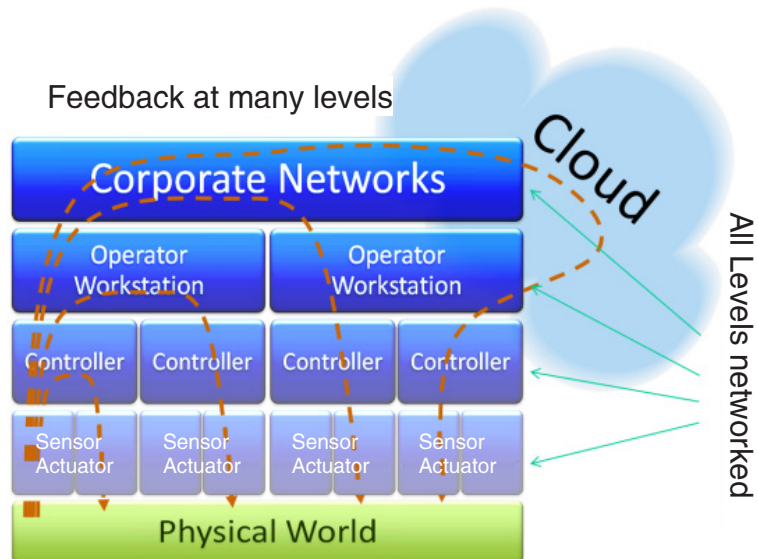 Feedback at many levels
Cloud
Corporate Networks
Operator
Workstation
Operator
Workstation
All Levels networked
Controller
Controller
Controller
Controller
Sensor
Actuator
Sensor
Actuator
Sensor
Actuator
Sensor
Actuator
Physical World